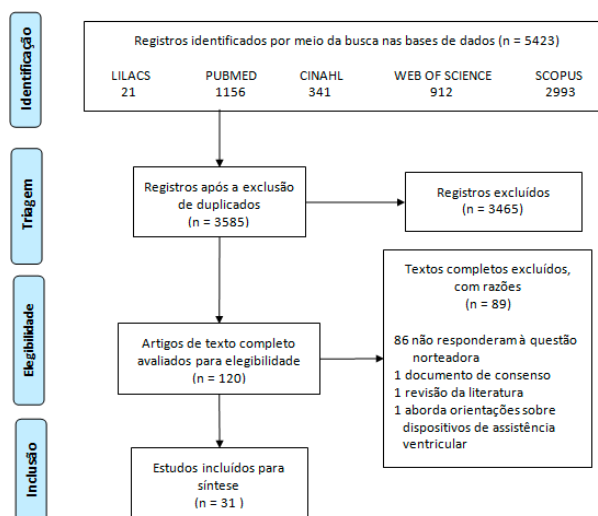 Identificação
Registros identificados por meio da busca nas bases de dados (n = 5423)
LILACS PUBMED CINAHL WEB OF SCIENCE SCOPUS
21 1156 341 912 2993
Triagem
Registros após a exclusão
de duplicados
(n = 3585)
Registros excluídos
(n = 3465)
Elegibilidade
Artigos de texto completo
avaliados para elegibilidade
(n = 120)
Textos completos excluídos,
com razões
(n = 89)
86 não responderam à questão
norteadora
1 documento de consenso
1 revisão da literatura
1 aborda orientações sobre
dispositivos de assistência
ventricular
Inclusão
Estudos incluídos para
síntese
(n = 31 )